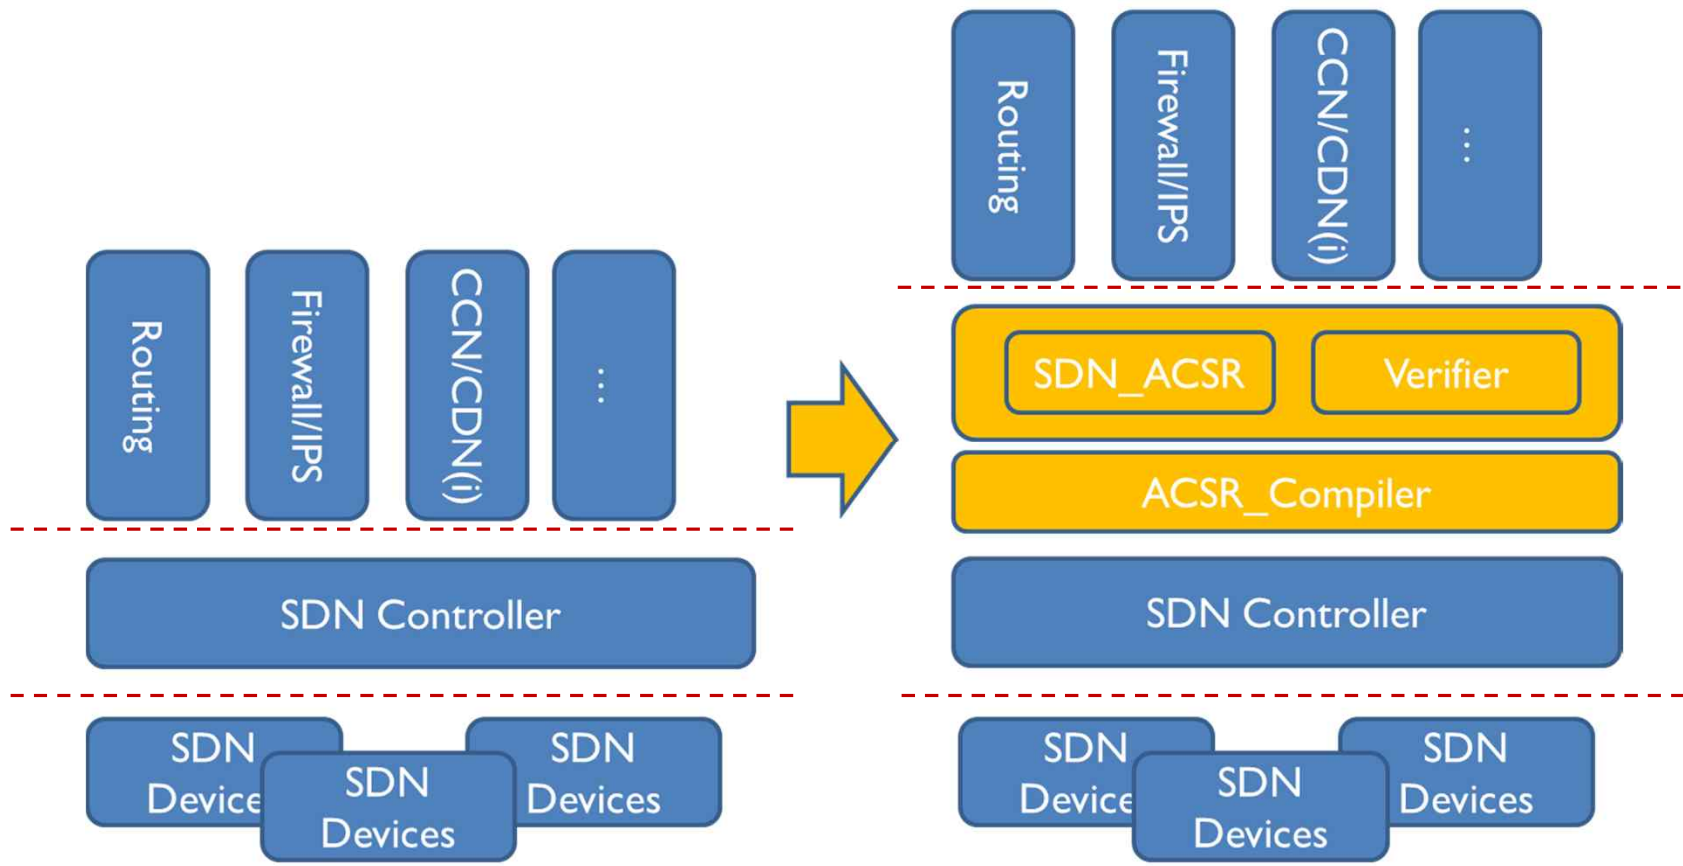 Routing
Firewall/IPS
CCN/CDN(i)
...
SDN Controller
SDN
Device
SDN
Devices
SDN
Devices
Routing
Firewall/IPS
CCN/CDN(i)
...
SDN_ACSR
Verifier
ACSR_Compiler
SDN Controller
SDN
Device
SDN
Devices
SDN
Devices